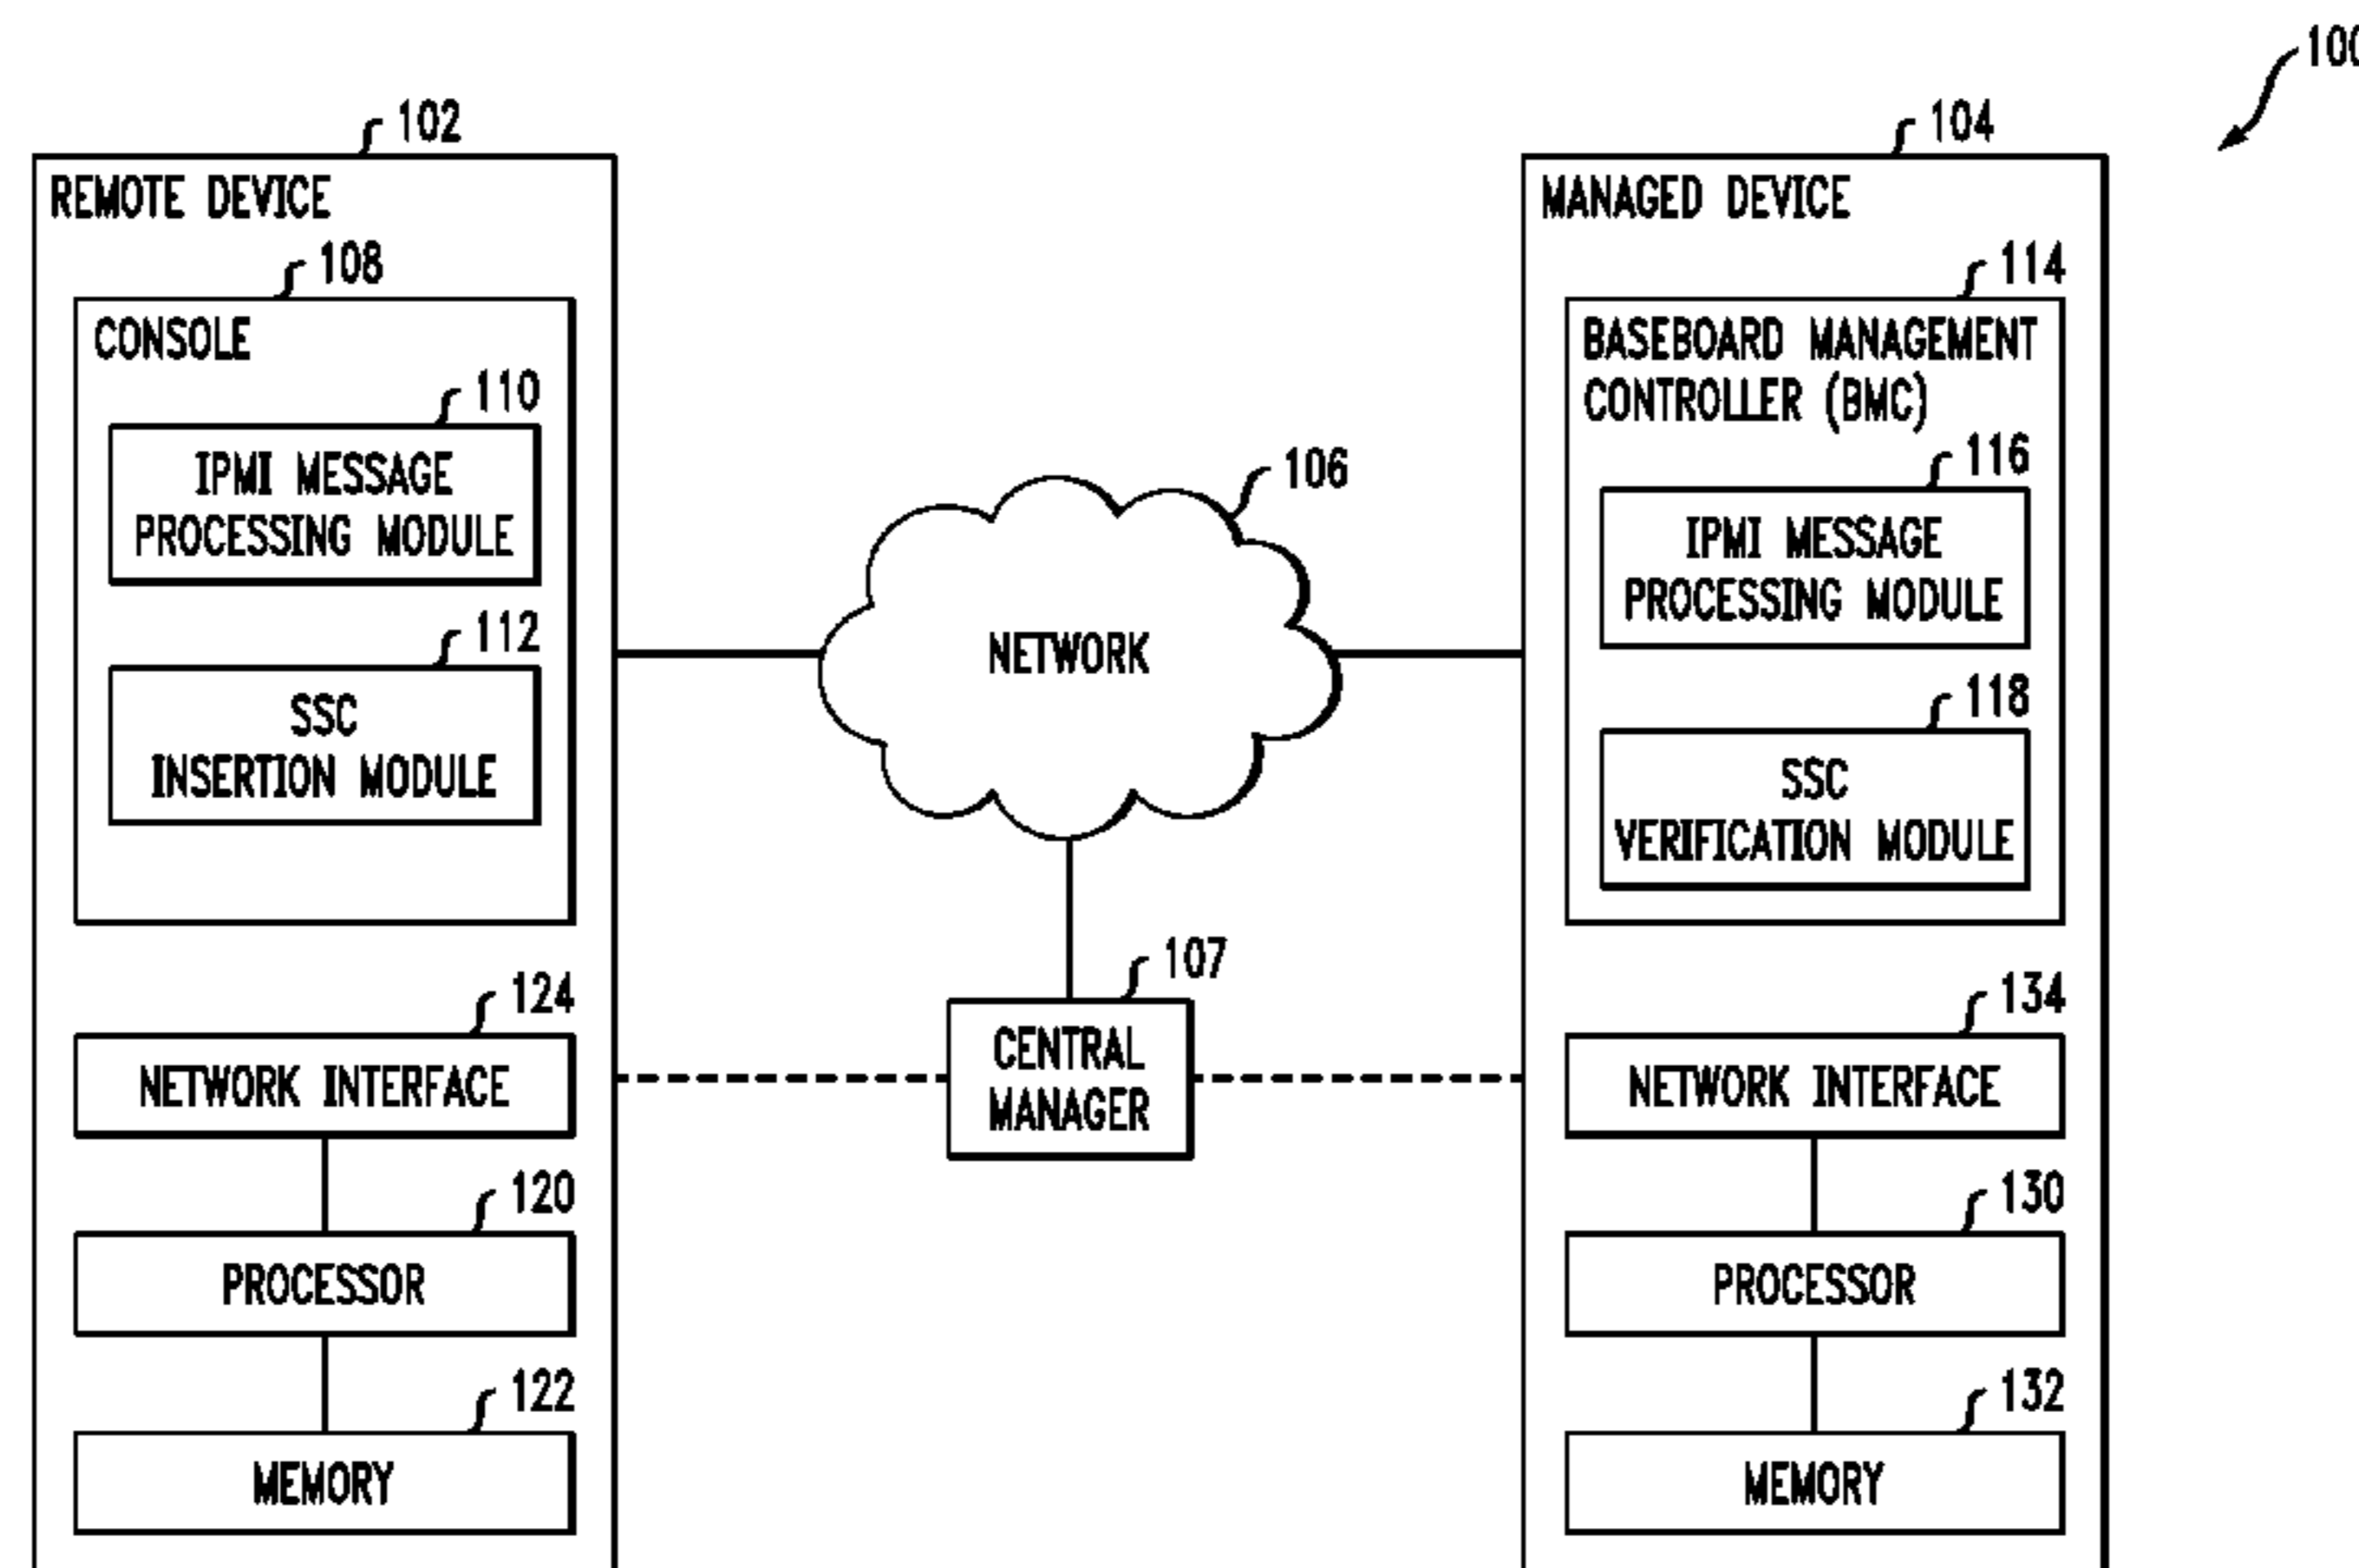 100
102
REMOTE DEVICE
108
CONSOLE
110
IPMI MESSAGE
PROCESSING MODULE
112
SSC
INSERTION MODULE
124
NETWORK INTERFACE
120
PROCESSOR
122
MEMORY
106
NETWORK
107
CENTRAL
MANAGER
104
MANAGED DEVICE
114
BASEBOARD MANAGEMENT
CONTROLLER (BMC)
116
IPMI MESSAGE
PROCESSING MODULE
118
SSC
VERIFICATION MODULE
134
NETWORK INTERFACE
130
PROCESSOR
132
MEMORY